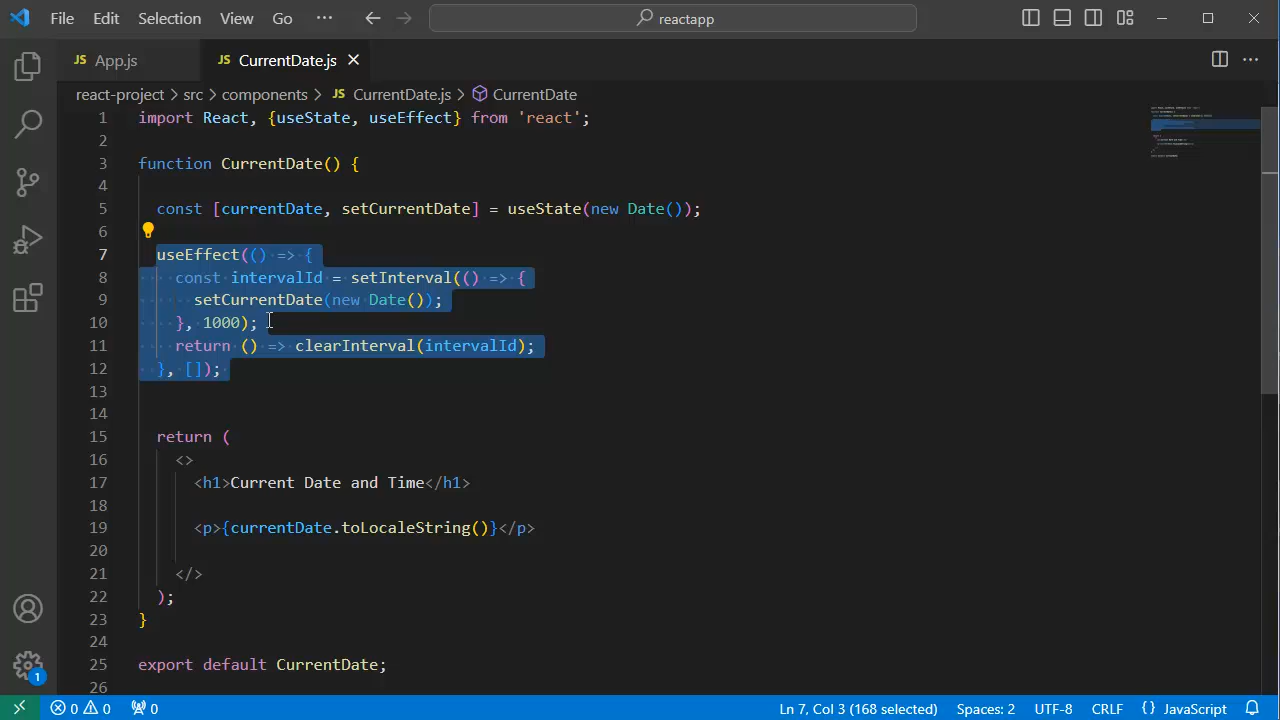 File Edit Selection View Go ··· reactapp
JS App.js JS CurrentDate.js
react-project > src > components > JS CurrentDate.js > CurrentDate
1 import React, {useState, useEffect} from 'react';
2
3 function CurrentDate() {
4
5 const [currentDate, setCurrentDate] = useState(new Date());
6
7 useEffect(() => {
8 const intervalId = setInterval(() => {
9 setCurrentDate(new Date());
10 }, 1000);
11 return () => clearInterval(intervalId);
12 }, []);
13
14
15 return (
16 <>
17 <h1>Current Date and Time</h1>
18
19 <p>{currentDate.toLocaleString()}</p>
20
21 </>
22 );
23 }
24
25 export default CurrentDate;
26
1
0 0 0 Ln 7, Col 3 (168 selected) Spaces: 2 UTF-8 CRLF {} JavaScript